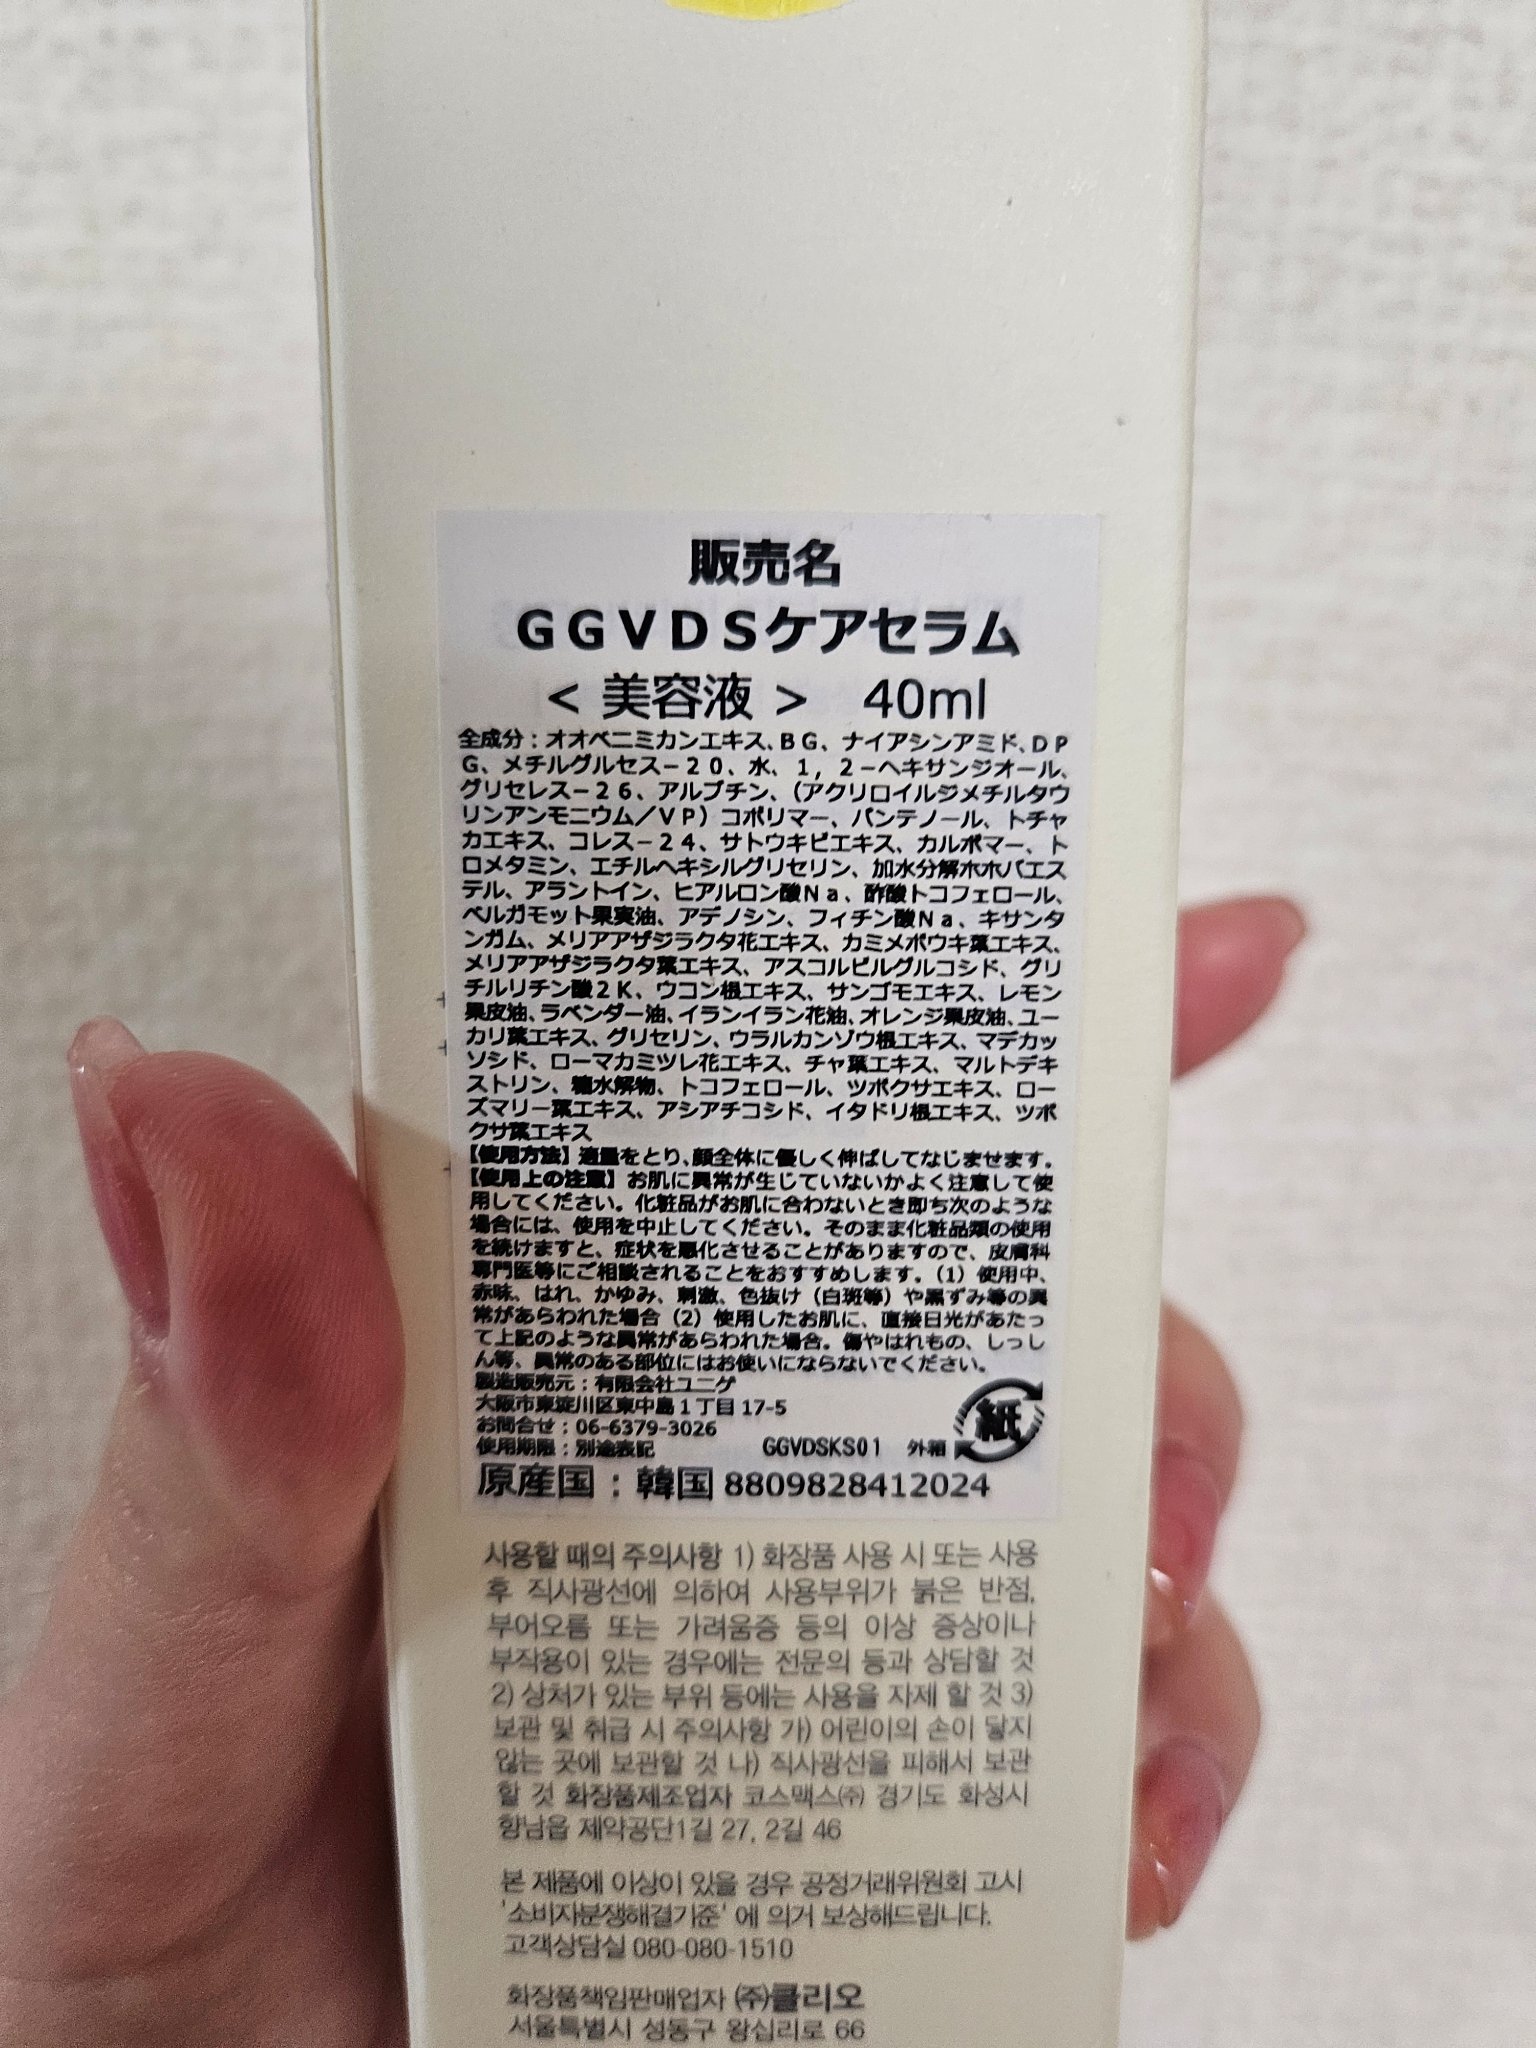 販売名
ＧＧＶＤＳケアセラム
＜ 美容液 ＞　40ml
全成分：オオベニミカンエキス、ＢＧ、ナイアシンアミド、ＤＰ
Ｇ、メチルグルセス－２０、水、１，２－ヘキサンジオール、
グリセレス－２６、アルブチン、（アクリロイルジメチルタウ
リンアンモニウム／ＶＰ）コポリマー、パンテノール、トチャ
カエキス、コレス－２４、サトウキビエキス、カルボマー、ト
ロメタミン、エチルヘキシルグリセリン、加水分解ホホバエス
テル、アラントイン、ヒアルロン酸Ｎａ、酢酸トコフェロール、
ベルガモット果実油、アデノシン、フィチン酸Ｎａ、キサンタ
ンガム、メリアアザジラクタ花エキス、カミメボウキ葉エキス、
メリアアザジラクタ葉エキス、アスコルビルグルコシド、グリ
チルリチン酸２Ｋ、ウコン根エキス、サンゴモエキス、レモン
果皮油、ラベンダー油、イランイラン花油、オレンジ果皮油、ユー
カリ葉エキス、グリセリン、ウラルカンゾウ根エキス、マデカッ
ソシド、ローマカミツレ花エキス、チャ葉エキス、マルトデキ
ストリン、糖水解物、トコフェロール、ツボクサエキス、ロー
ズマリー葉エキス、アシアチコシド、イタドリ根エキス、ツボ
クサ葉エキス
【使用方法】適量をとり、顔全体に優しく伸ばしてなじませます。
【使用上の注意】お肌に異常が生じていないかよく注意して使
用してください。化粧品がお肌に合わないとき即ち次のような
場合には、使用を中止してください。そのまま化粧品類の使用
を続けますと、症状を悪化させることがありますので、皮膚科
専門医等にご相談されることをおすすめします。（1）使用中、
赤味、はれ、かゆみ、刺激、色抜け（白斑等）や黒ずみ等の異
常があらわれた場合（2）使用したお肌に、直接日光があたっ
て上記のような異常があらわれた場合。傷やはれもの、しっし
ん等、異常のある部位にはお使いにならないでください。
製造販売元：有限会社ユニゲ
大阪市東淀川区東中島１丁目17-5
お問合せ：06-6379-3026
使用期限：別途表記　GGVDSKS01　外箱 紙
原産国：韓国 8809828412024
사용할 때의 주의사항 1) 화장품 사용 시 또는 사용
후 직사광선에 의하여 사용부위가 붉은 반점,
부어오름 또는 가려움증 등의 이상 증상이나
부작용이 있는 경우에는 전문의 등과 상담할 것
2) 상처가 있는 부위 등에는 사용을 자제 할 것 3)
보관 및 취급 시 주의사항 가) 어린이의 손이 닿지
않는 곳에 보관할 것 나) 직사광선을 피해서 보관
할 것 화장품제조업자 코스맥스㈜ 경기도 화성시
향남읍 제약공단1길 27, 2길 46
본 제품에 이상이 있을 경우 공정거래위원회 고시
'소비자분쟁해결기준' 에 의거 보상해드립니다.
고객상담실 080-080-1510
화장품책임판매업자 (주)클리오
서울특별시 성동구 왕십리로 66